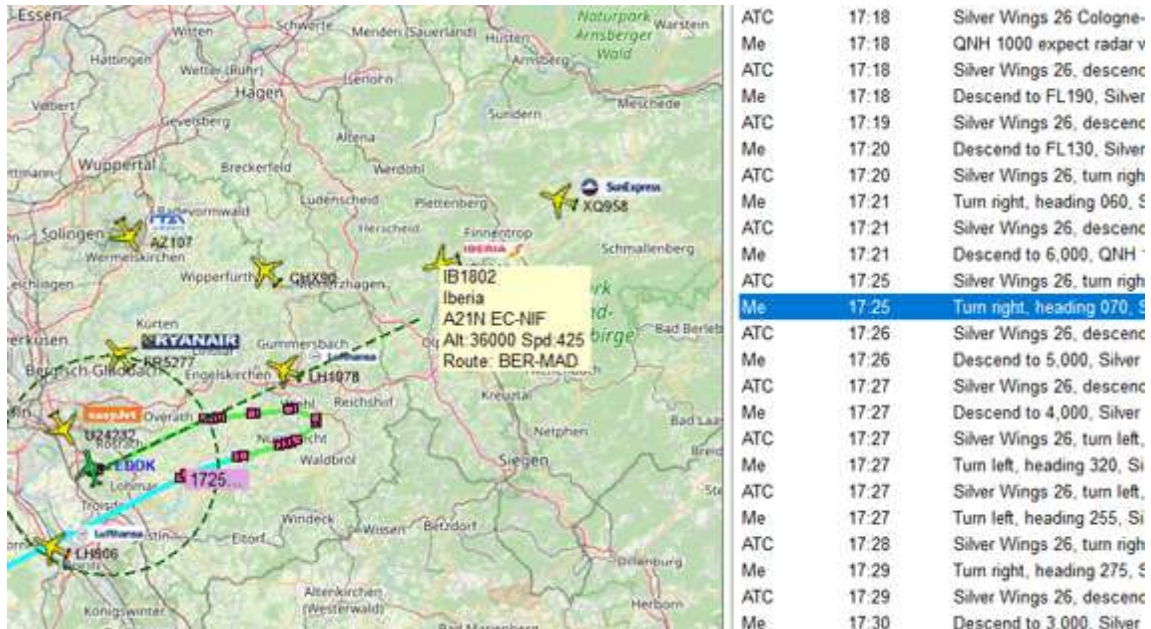 Essen
Witten
Schwerte
Menden (Sauerland)
Hüsten
Naturpark
Arnsberger
Wald
Warstein
Hattingen
Wetter (Ruhr)
Iserlohn
Arnsberg
Hagen
Velbert
Gevelsberg
Sundern
Meschede
Altena
Wuppertal
Breckerfeld
Werdohl
Lüdenscheid
Plettenberg
SunExpress
XQ958
Solingen
AZ107
Herscheid
Finnentrop
IBERIA
Schmallenberg
Wermelskirchen
Wipperfürth
IB1802
Iberia
A21N EC-NIF
Alt:36000 Spd:425
Route: BER-MAD
Kürten
RYANAIR
Gummersbach
Lufthansa
Bad Berleb
FR5277
Engelskirchen
LH1978
easyJet
Overath
Reichshof
Kreuztal
U24232
Rösrath
Netphen
EDDK
Waldbröl
Siegen
Lohmar
1725...
Troisd
Windeck
Wissen
Betzdorf
Lufthansa
Eitorf
LH906
Dillenburg
Altenkirchen
(Westerwald)
Herborn
Königswinter
Bad Marienberg
ATC 17:18 Silver Wings 26 Cologne-
Me 17:18 QNH 1000 expect radar v
ATC 17:18 Silver Wings 26, descend
Me 17:18 Descend to FL190, Silver
ATC 17:19 Silver Wings 26, descend
Me 17:20 Descend to FL130, Silver
ATC 17:20 Silver Wings 26, turn righ
Me 17:21 Turn right, heading 060, S
ATC 17:21 Silver Wings 26, descend
Me 17:21 Descend to 6,000, QNH
ATC 17:25 Silver Wings 26, turn righ
Me 17:25 Turn right, heading 070, S
ATC 17:26 Silver Wings 26, descend
Me 17:26 Descend to 5,000, Silver
ATC 17:27 Silver Wings 26, descend
Me 17:27 Descend to 4,000, Silver
ATC 17:27 Silver Wings 26, turn left,
Me 17:27 Turn left, heading 320, Si
ATC 17:27 Silver Wings 26, turn left,
Me 17:27 Turn left, heading 255, Si
ATC 17:28 Silver Wings 26, turn righ
Me 17:29 Turn right, heading 275, S
ATC 17:29 Silver Wings 26, descend
Me 17:30 Descend to 3,000, Silver